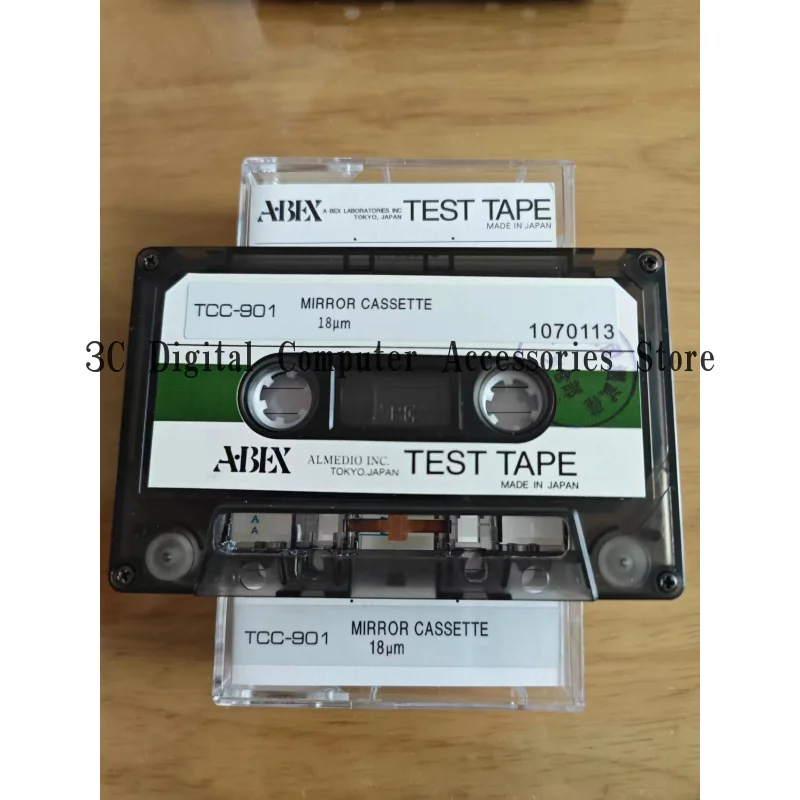 A·BEX A-BEX LABORATORIES INC TEST TAPE
TOKYO, JAPAN
MADE IN JAPAN
TCC-901 MIRROR CASSETTE
18μm
1070113
3C Digital Computer Accessories Store
A·BEX ALMEDIO INC. TEST TAPE
TOKYO, JAPAN
MADE IN JAPAN
A
A
TCC-901 MIRROR CASSETTE
18μm